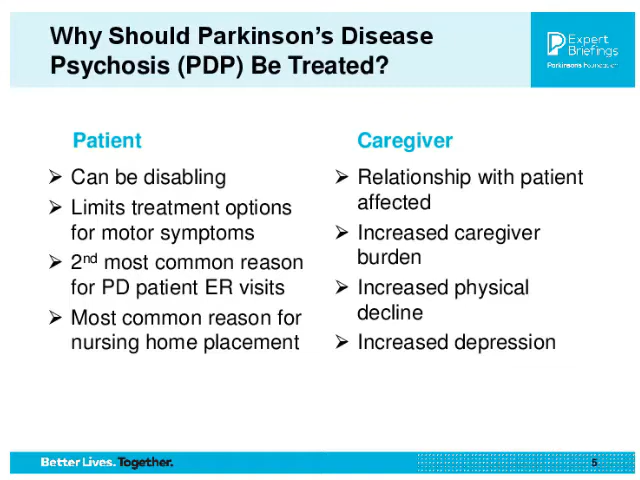 Why Should Parkinson's Disease
Psychosis (PDP) Be Treated?
Expert
Briefings
Parkinson's Foundation
Patient
➢ Can be disabling
➢ Limits treatment options
for motor symptoms
➢ 2nd most common reason
for PD patient ER visits
➢ Most common reason for
nursing home placement
Caregiver
➢ Relationship with patient
affected
➢ Increased caregiver
burden
➢ Increased physical
decline
➢ Increased depression
Better Lives. Together.
5